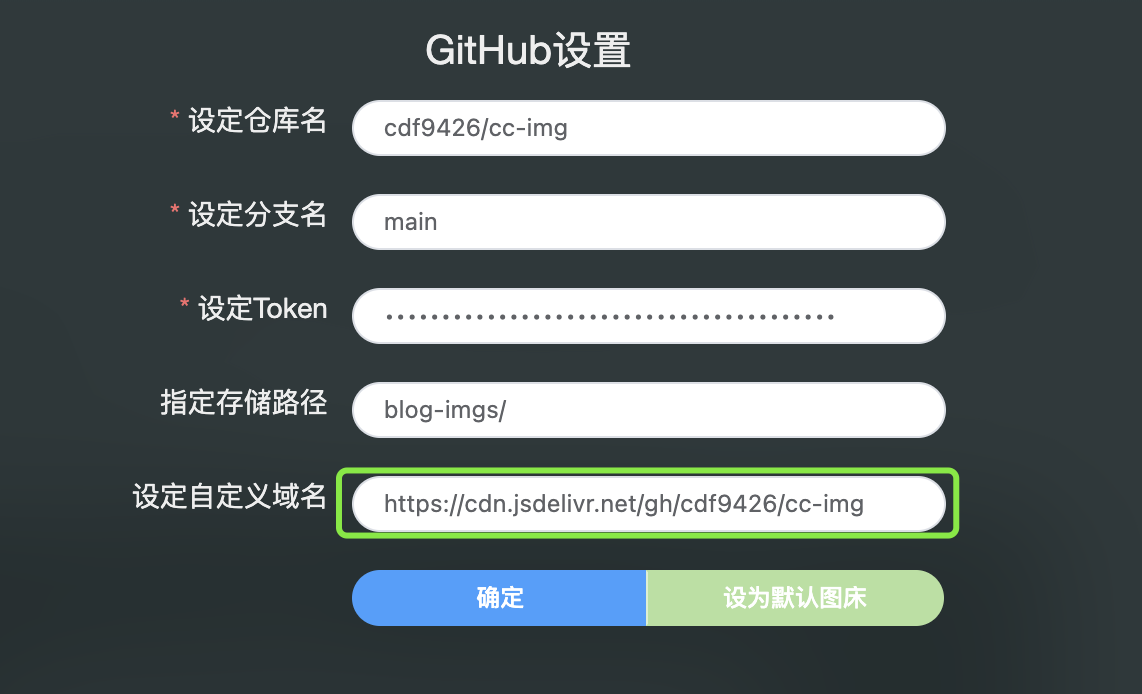 GitHub设置
* 设定仓库名 cdf9426/cc-img
* 设定分支名 main
* 设定Token ••••••••••••••••••••••••••••••••••••••••
指定存储路径 blog-imgs/
设定自定义域名 https://cdn.jsdelivr.net/gh/cdf9426/cc-img
确定 设为默认图床